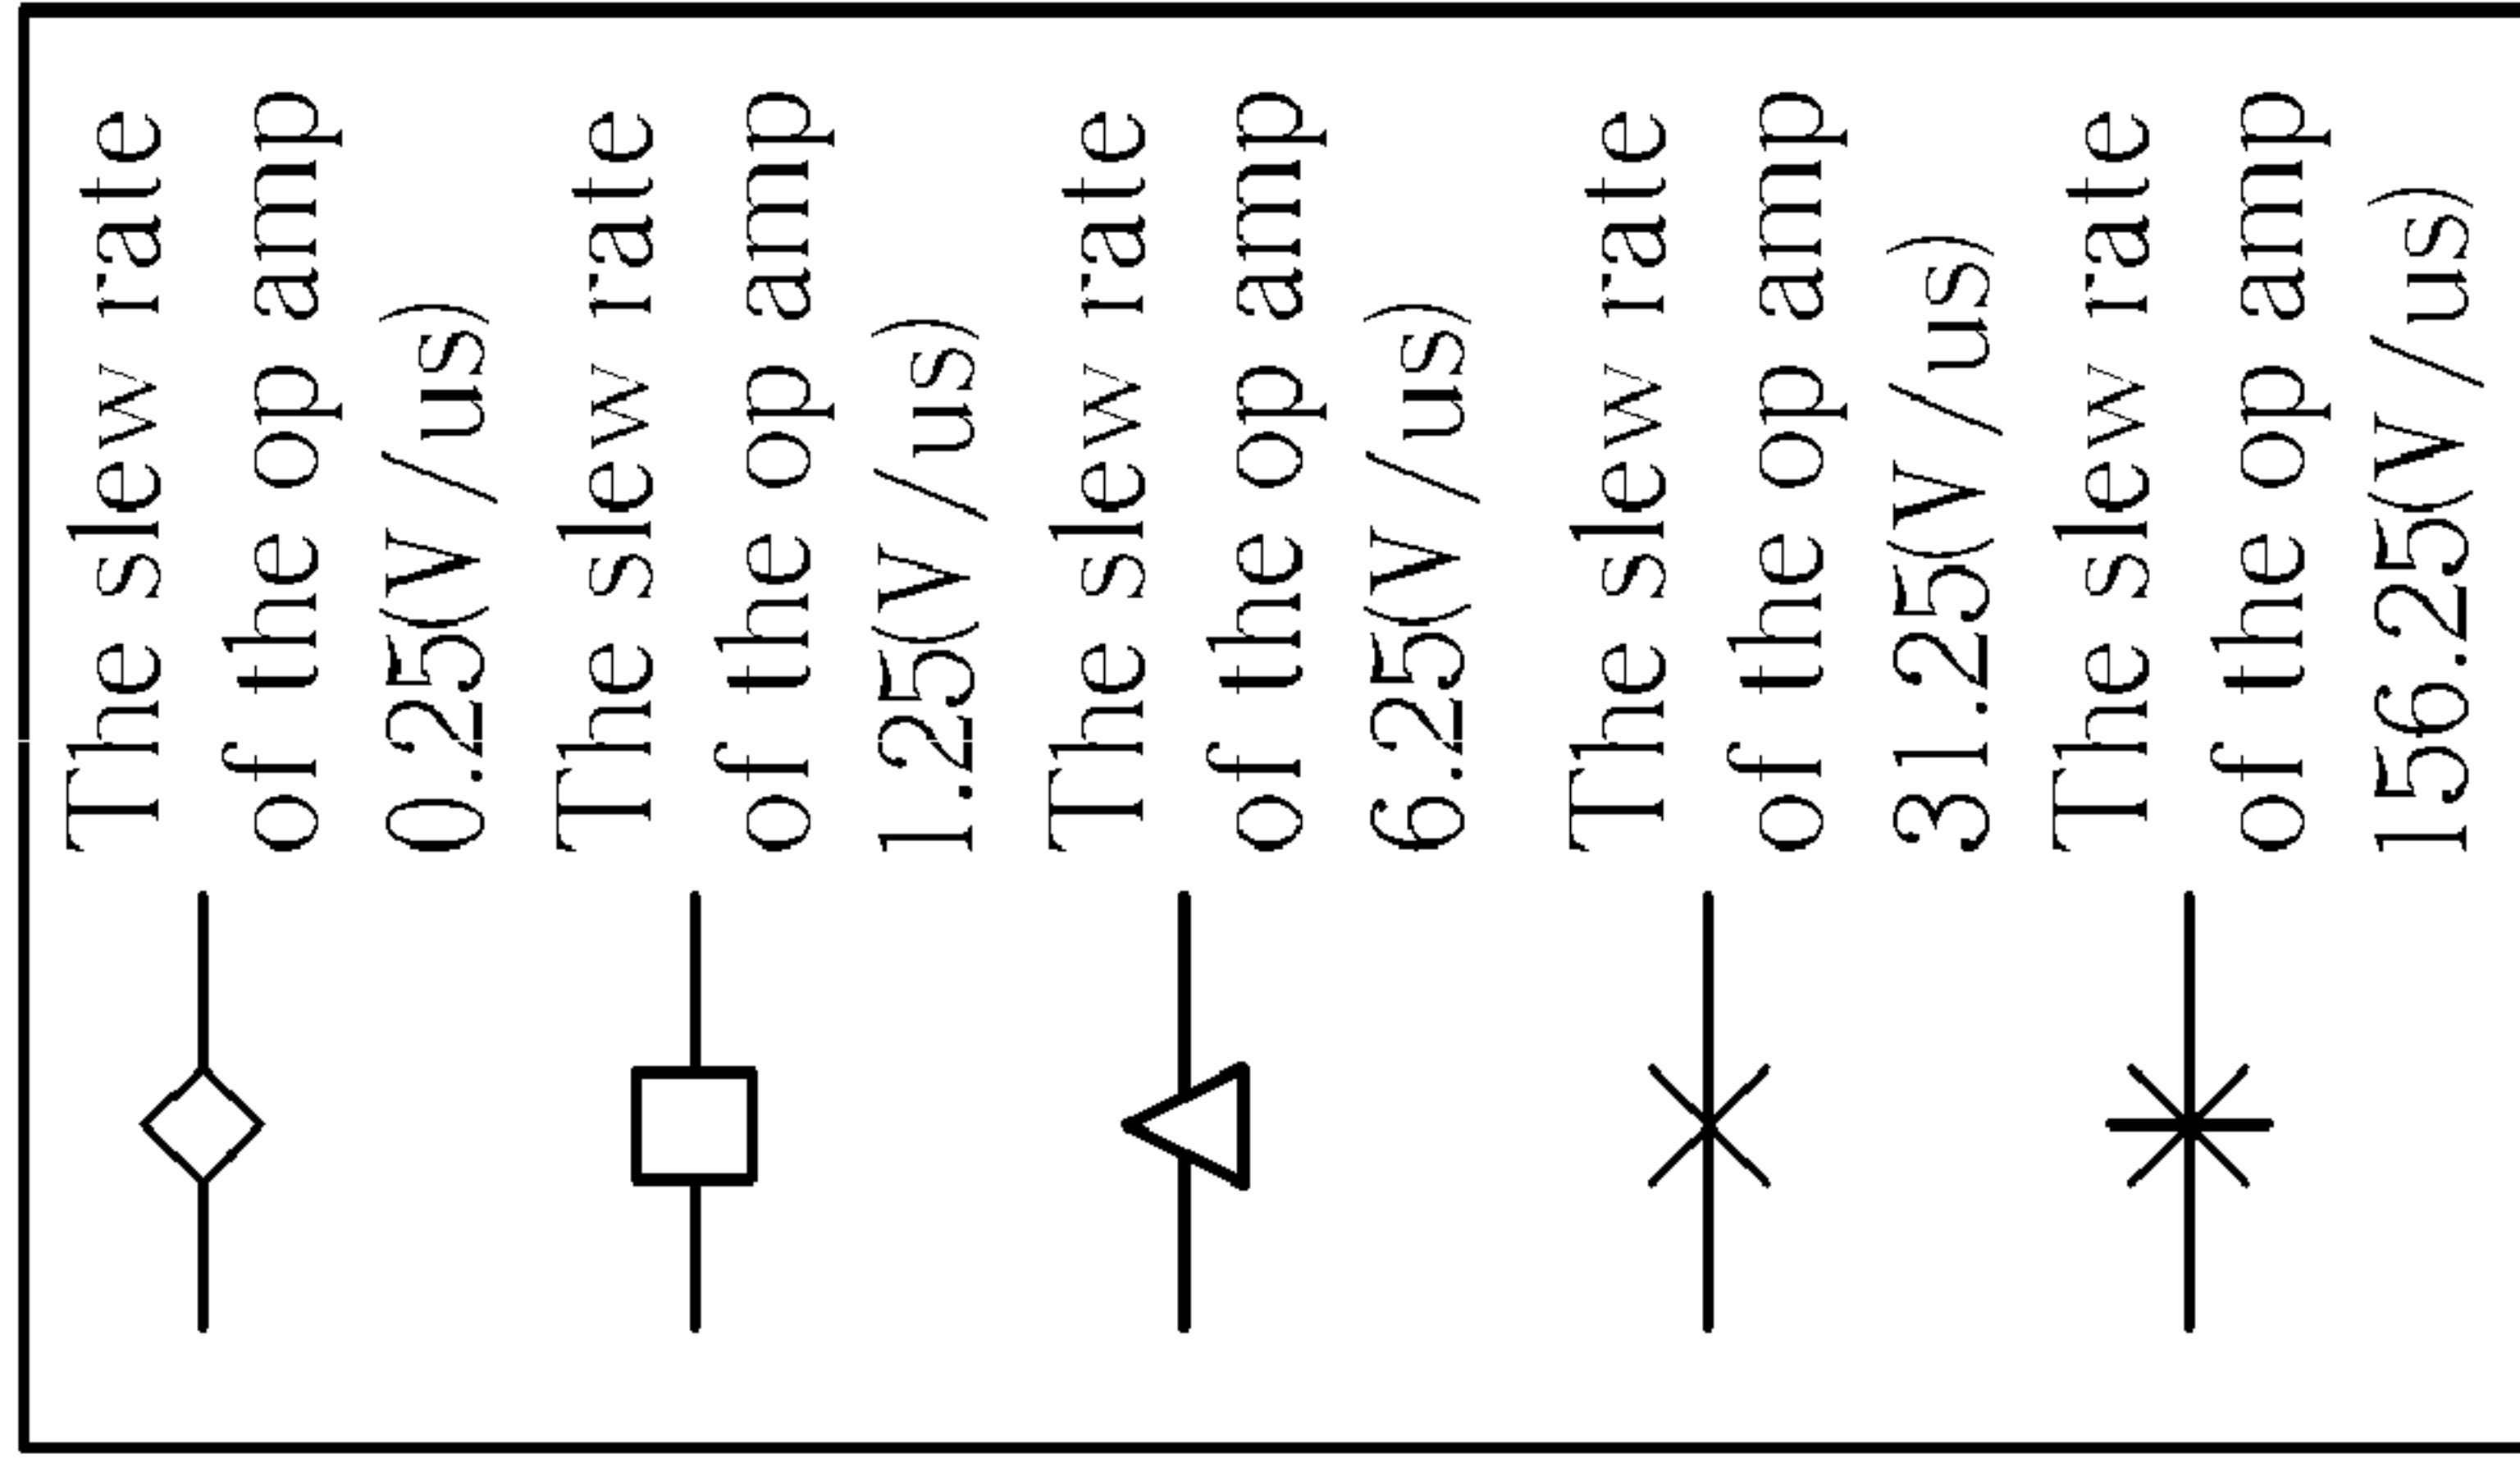 The slew rate
of the op amp
0.25(V/us)
The slew rate
of the op amp
1.25(V/us)
The slew rate
of the op amp
6.25(V/us)
The slew rate
of the op amp
31.25(V/us)
The slew rate
of the op amp
156.25(V/us)